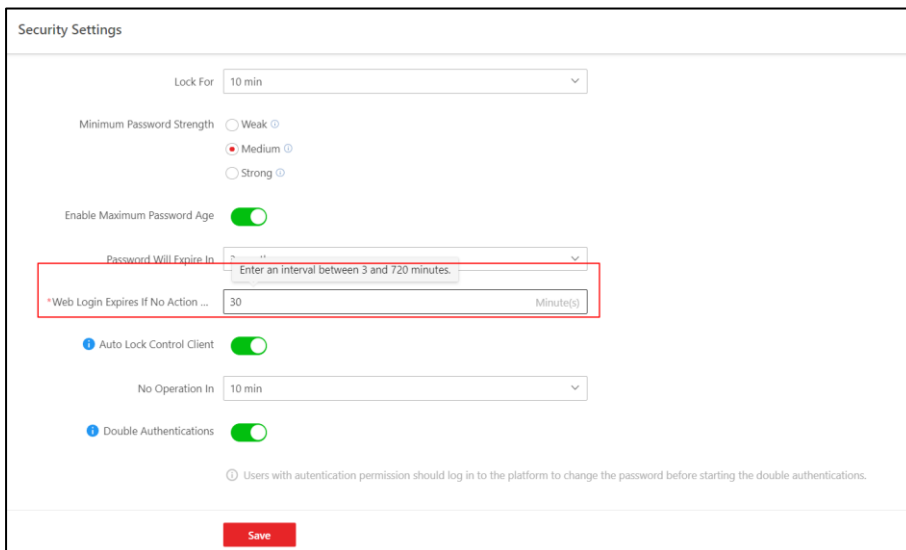 Security Settings
Lock For 10 min
Minimum Password Strength Weak
Medium
Strong
Enable Maximum Password Age
Password Will Expire In
Enter an interval between 3 and 720 minutes.
*Web Login Expires If No Action ... 30 Minute(s)
Auto Lock Control Client
No Operation In 10 min
Double Authentications
Users with autentication permission should log in to the platform to change the password before starting the double authentications.
Save